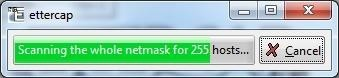 ettercap
Scanning the whole netmask for 255 hosts...
Cancel